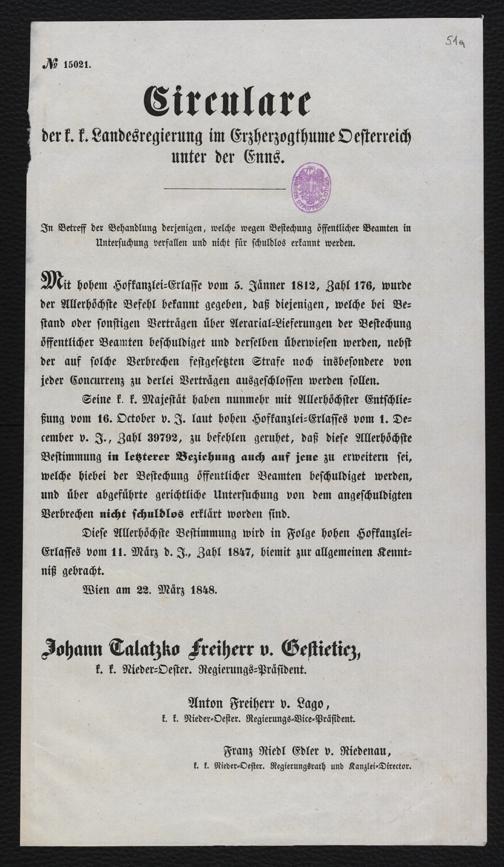 51a
№ 15021.
Circulare
der k. k. Landesregierung im Erzherzogthume Oesterreich
unter der Enns.
In Betreff der Behandlung derjenigen, welche wegen Bestechung öffentlicher Beamten in
Untersuchung verfallen und nicht für schuldlos erkannt werden.
Mit hohem Hofkanzlei-Erlasse vom 5. Jänner 1812, Zahl 176, wurde
der Allerhöchste Befehl bekannt gegeben, daß diejenigen, welche bei Be-
stand oder sonstigen Verträgen über Aerarial-Lieferungen der Bestechung
öffentlicher Beamten beschuldiget und derselben überwiesen werden, nebst
der auf solche Verbrechen festgesetzten Strafe noch insbesondere von
jeder Concurrenz zu derlei Verträgen ausgeschlossen werden sollen.
Seine k. k. Majestät haben nunmehr mit Allerhöchster Entschlie-
ßung vom 16. October v. J. laut hohen Hofkanzlei-Erlasses vom 1. De-
cember v. J., Zahl 39792, zu befehlen geruhet, daß diese Allerhöchste
Bestimmung in letzterer Beziehung auch auf jene zu erweitern sei,
welche hiebei der Bestechung öffentlicher Beamten beschuldiget werden,
und über abgeführte gerichtliche Untersuchung von dem angeschuldigten
Verbrechen nicht schuldlos erklärt worden sind.
Diese Allerhöchste Bestimmung wird in Folge hohen Hofkanzlei-
Erlasses vom 11. März d. J., Zahl 1847, hiemit zur allgemeinen Kennt-
niß gebracht.
Wien am 22. März 1848.
Johann Talatzko Freiherr v. Gestieticz,
k. k. Nieder-Oester. Regierungs-Präsident.
Anton Freiherr v. Lago,
k. k. Nieder-Oester. Regierungs-Vice-Präsident.
Franz Riedl Edler v. Riedenau,
k. k. Nieder-Oester. Regierungsrath und Kanzlei-Director.